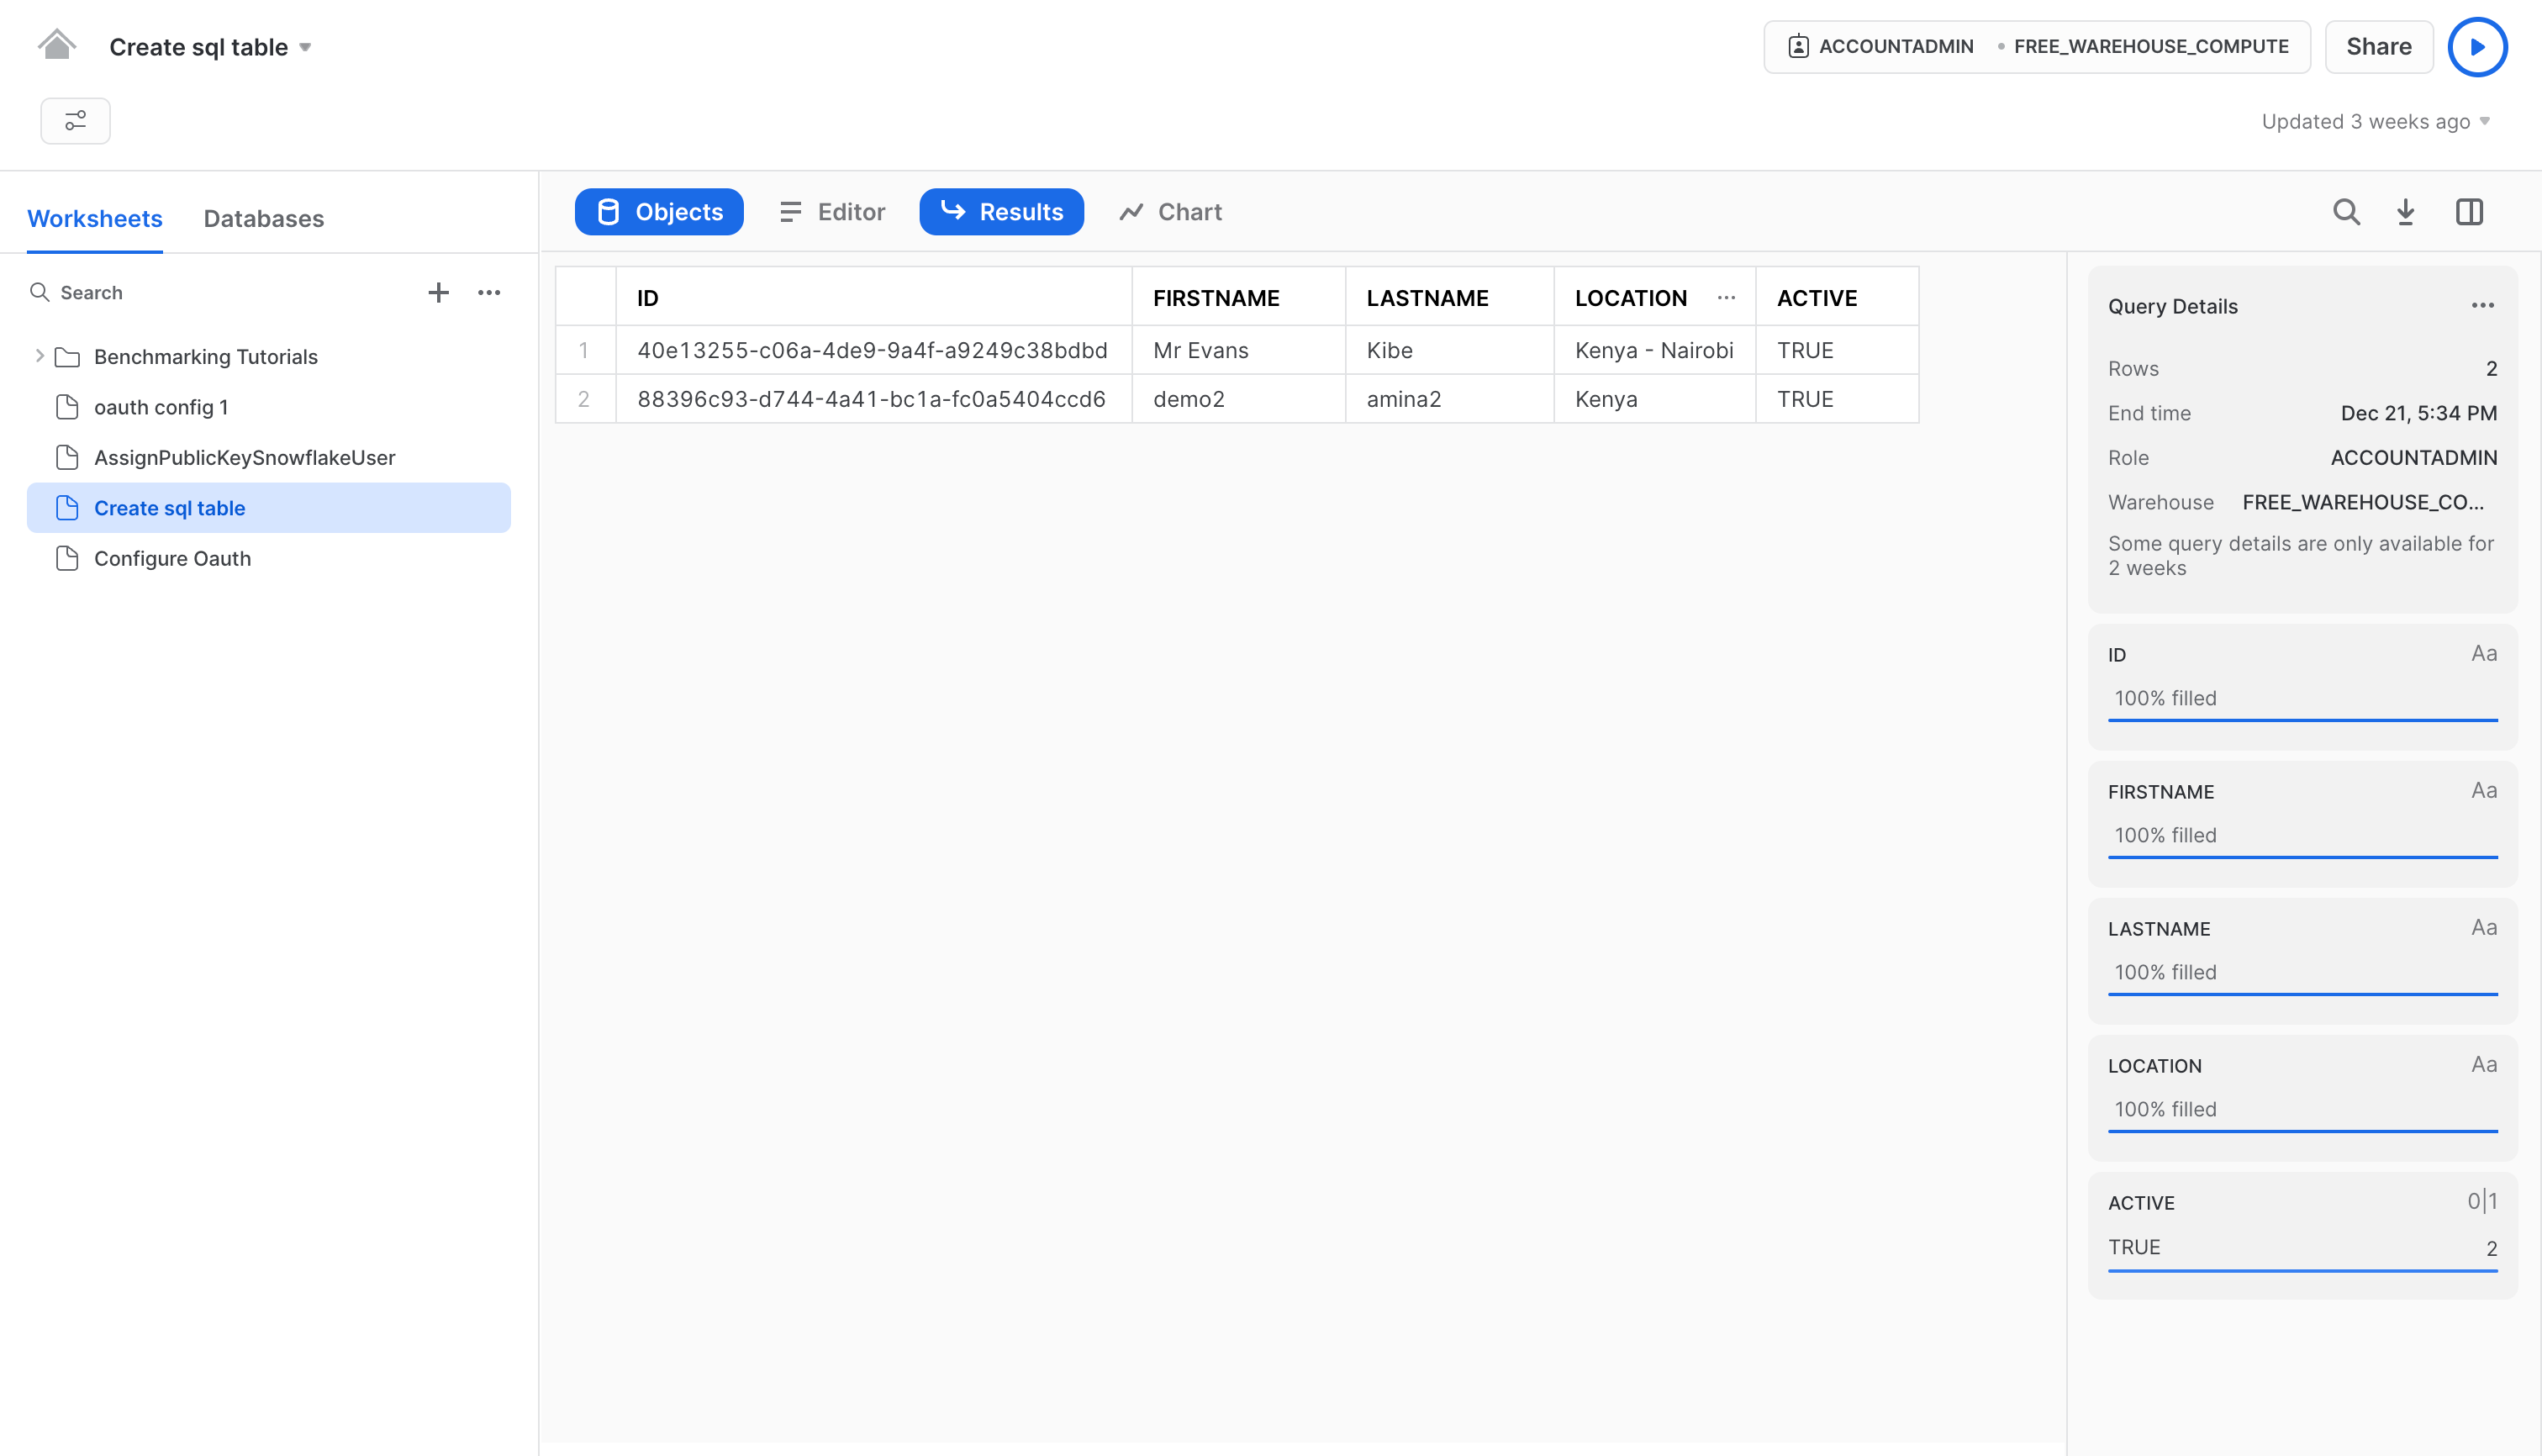 Create sql table
ACCOUNTADMIN • FREE_WAREHOUSE_COMPUTE
Share
Updated 3 weeks ago
Worksheets Databases
Search
Benchmarking Tutorials
oauth config 1
AssignPublicKeySnowflakeUser
Create sql table
Configure Oauth
Objects Editor Results Chart
ID FIRSTNAME LASTNAME LOCATION ... ACTIVE
1 40e13255-c06a-4de9-9a4f-a9249c38bdbd Mr Evans Kibe Kenya - Nairobi TRUE
2 88396c93-d744-4a41-bc1a-fc0a5404ccd6 demo2 amina2 Kenya TRUE
Query Details
Rows 2
End time Dec 21, 5:34 PM
Role ACCOUNTADMIN
Warehouse FREE_WAREHOUSE_CO...
Some query details are only available for
2 weeks
ID Aa
100% filled
FIRSTNAME Aa
100% filled
LASTNAME Aa
100% filled
LOCATION Aa
100% filled
ACTIVE 0|1
TRUE 2